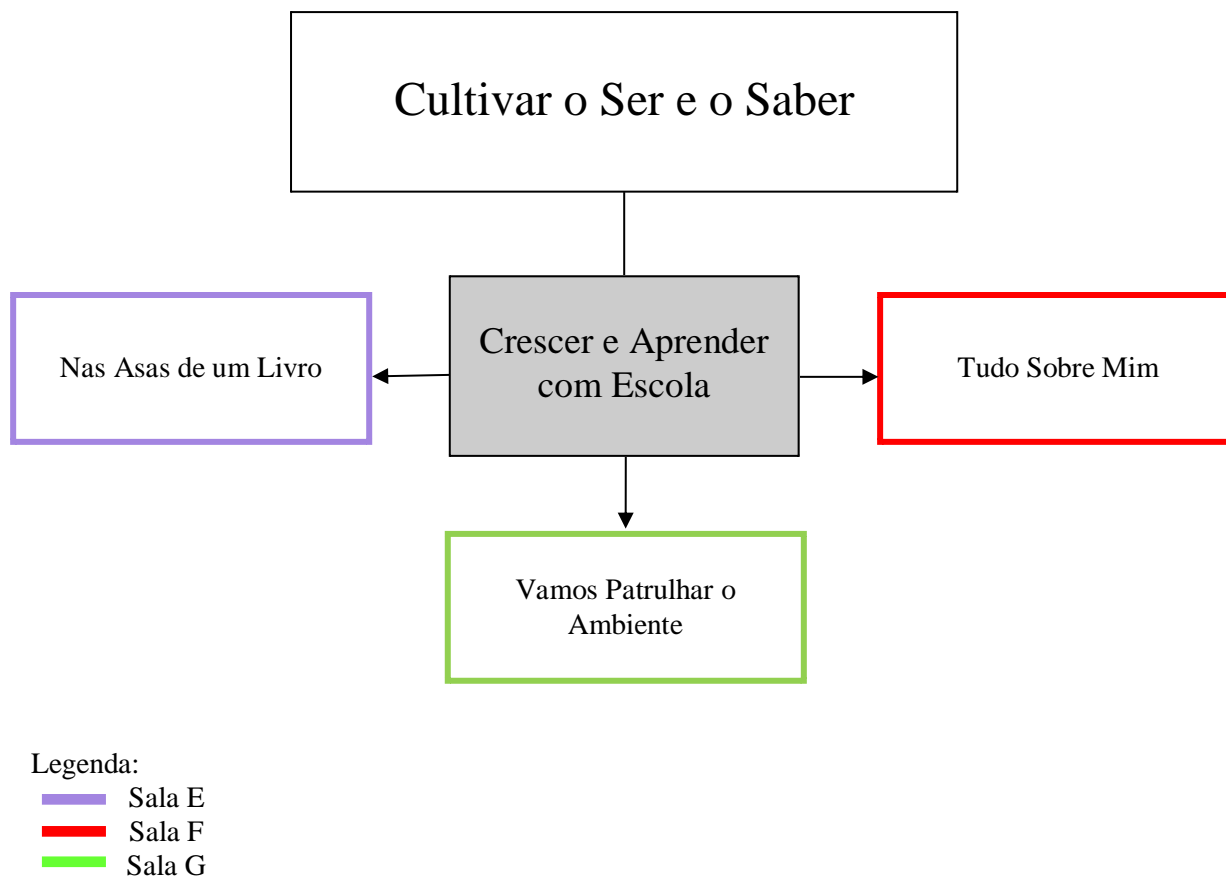 Cultivar o Ser e o Saber
Crescer e Aprender
com Escola
Nas Asas de um Livro
Tudo Sobre Mim
Vamos Patrulhar o
Ambiente
Legenda:
Sala E
Sala F
Sala G